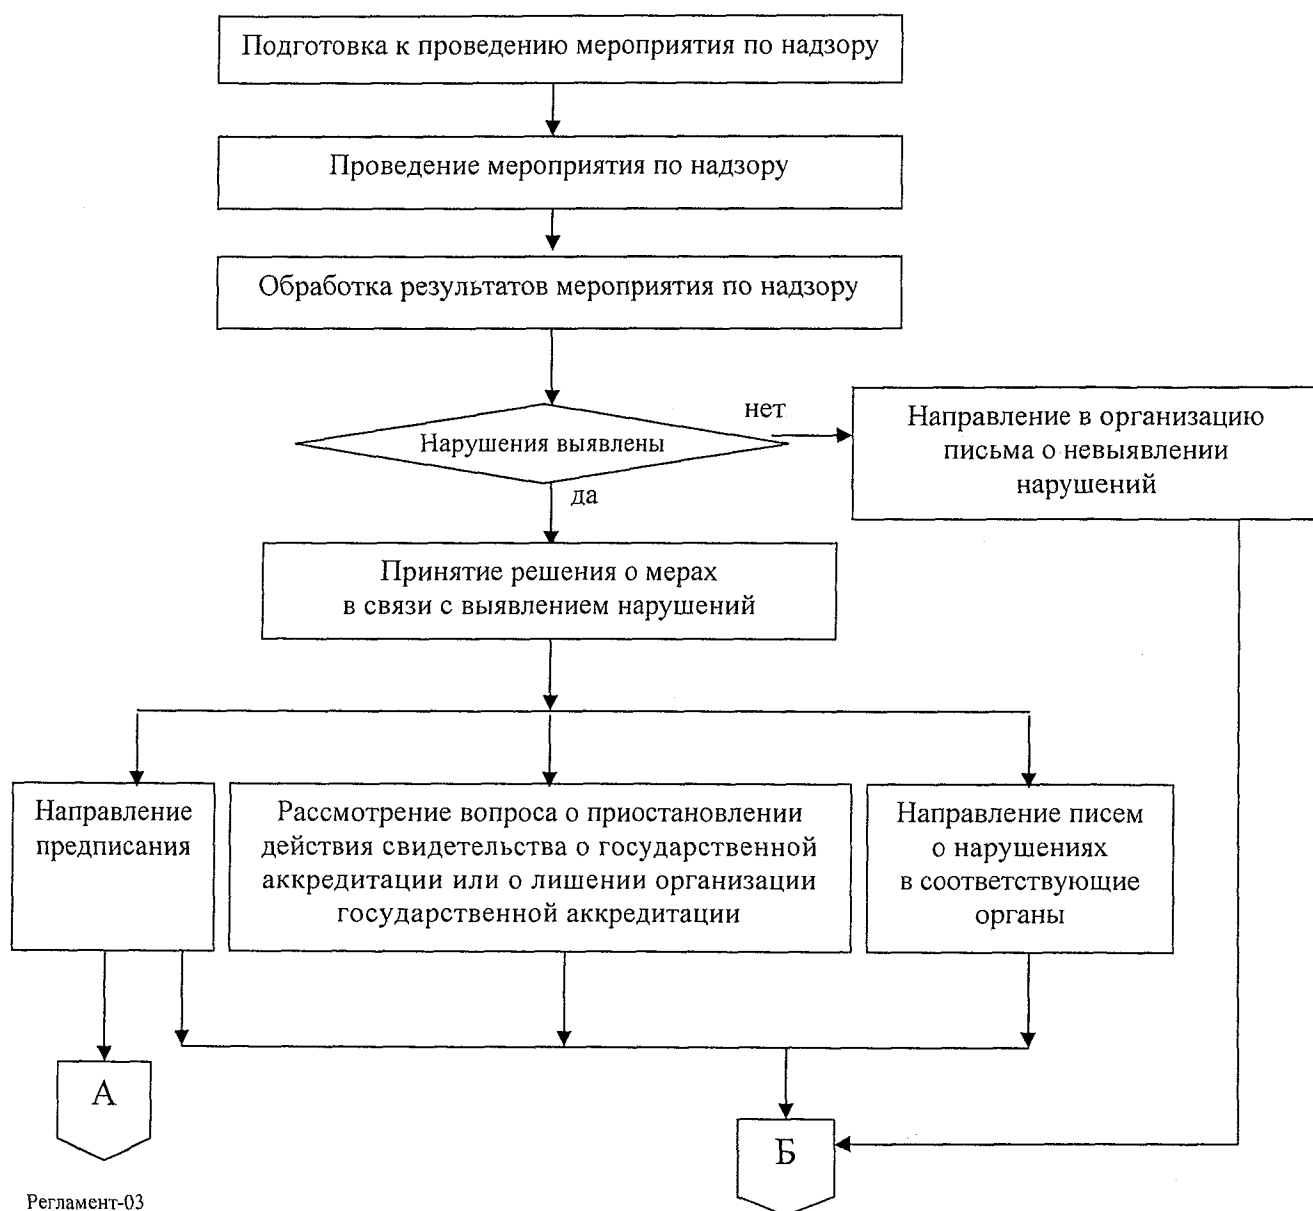 Подготовка к проведению мероприятия по надзору
Проведение мероприятия по надзору
Обработка результатов мероприятия по надзору
Нарушения выявлены
нет
Направление в организацию
письма о невыявлении
нарушений
да
Принятие решения о мерах
в связи с выявлением нарушений
Направление
предписания
Рассмотрение вопроса о приостановлении
действия свидетельства о государственной
аккредитации или о лишении организации
государственной аккредитации
Направление писем
о нарушениях
в соответствующие
органы
А
Б
Регламент-03